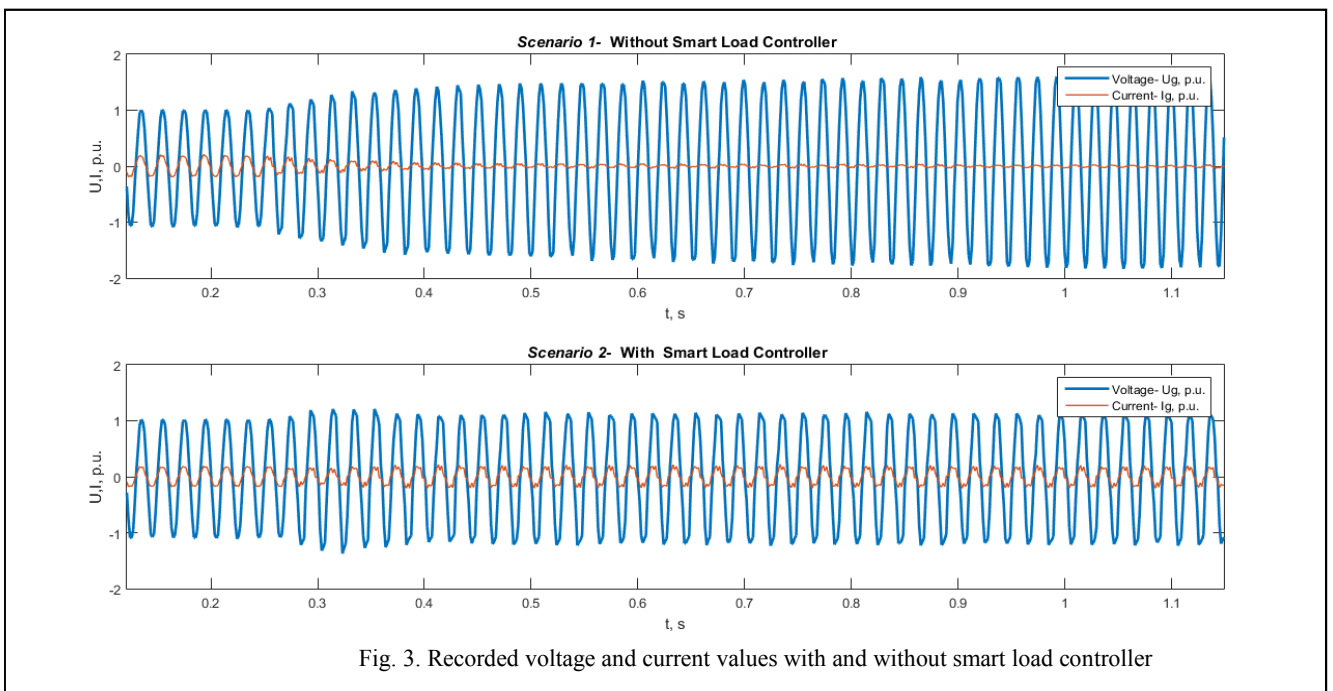 Scenario 1- Without Smart Load Controller
Voltage- Ug, p.u.
Current- Ig, p.u.
U,I, p.u.
2
1
0
-1
-2
0.2 0.3 0.4 0.5 0.6 0.7 0.8 0.9 1 1.1
t, s
Scenario 2- With Smart Load Controller
Voltage- Ug, p.u.
Current- Ig, p.u.
U,I, p.u.
2
1
0
-1
-2
0.2 0.3 0.4 0.5 0.6 0.7 0.8 0.9 1 1.1
t, s
Fig. 3. Recorded voltage and current values with and without smart load controller